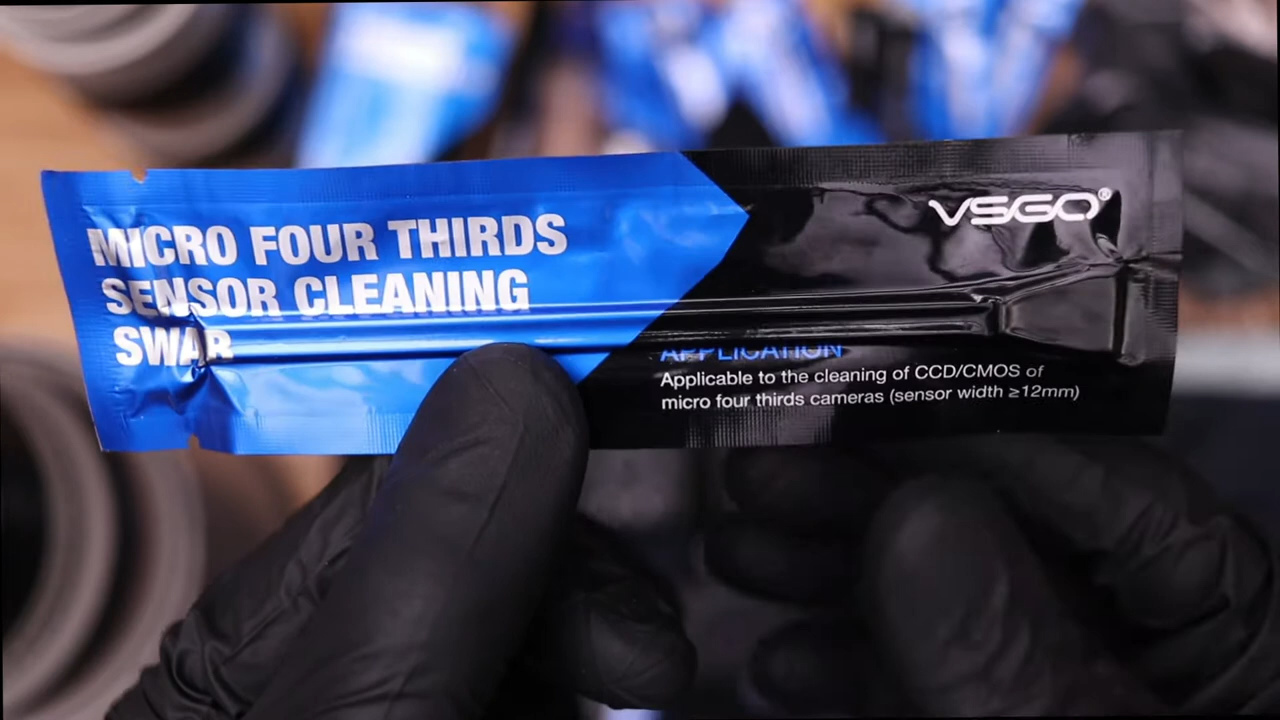 MICRO FOUR THIRDS
SENSOR CLEANING
SWAB
VSGO®
APPLICATION
Applicable to the cleaning of CCD/CMOS of
micro four thirds cameras (sensor width ≥12mm)